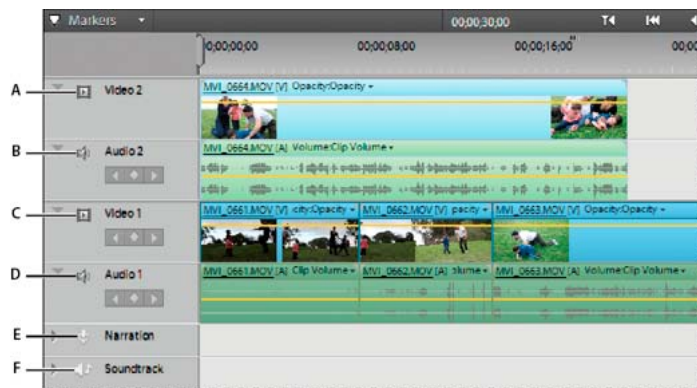 Markers
00;00;30;00
0;00;00;00 00;00;08;00 00;00;16;00 00;00
A Video 2 MVI_0664.MOV [V] Opacity:Opacity
B Audio 2 MVI_0664.MOV [A] Volume:Clip Volume
C Video 1 MVI_0661.MOV [V] :city:Opacity MVI_0662.MOV [V] pacity MVI_0663.MOV [V] Opacity:Opacity
D Audio 1 MVI_0661.MOV [A] Clip Volume MVI_0662.MOV [A] olume MVI_0663.MOV [A] Volume:Clip Volume
E Narration
F Soundtrack